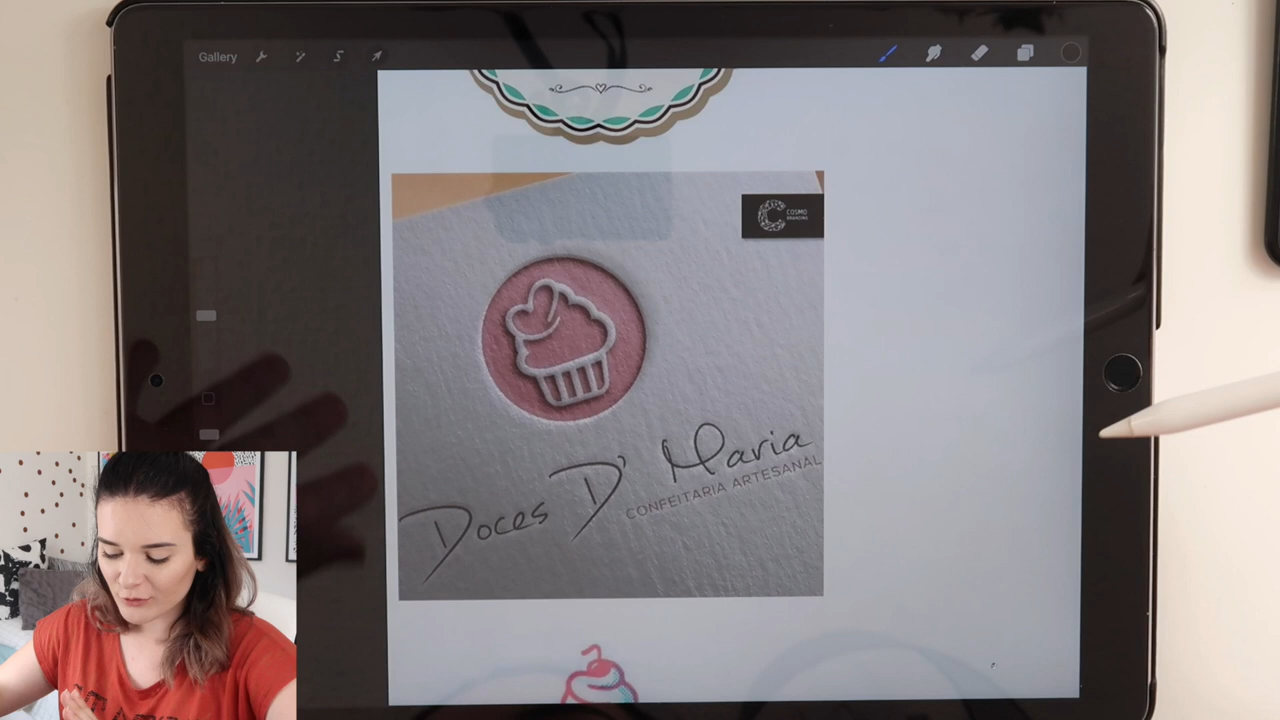 Gallery
COSMO
BRANDING
Doces D' Maria
CONFEITARIA ARTESANAL